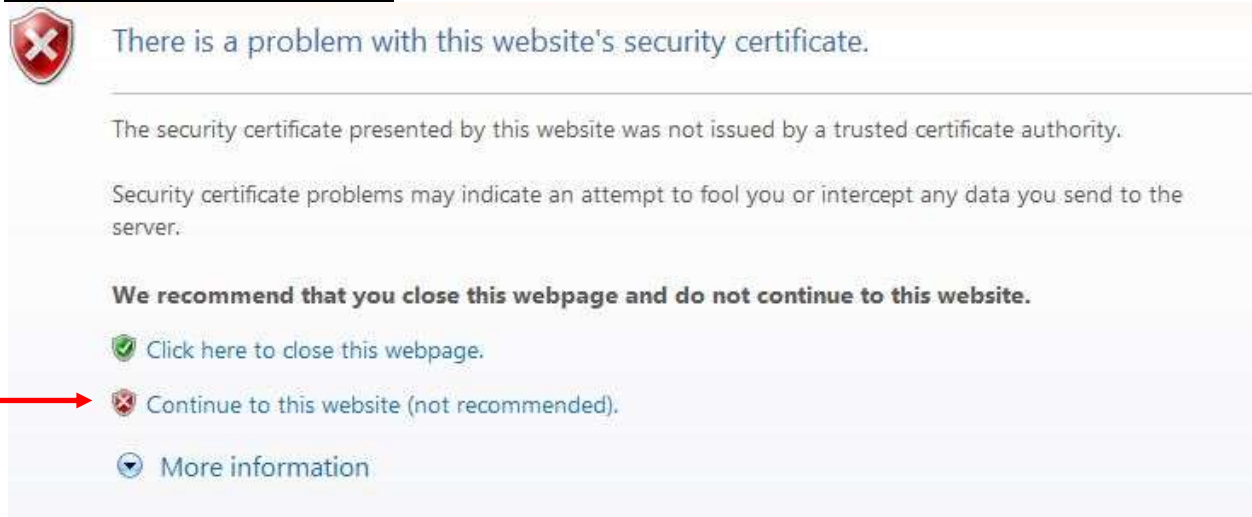 There is a problem with this website's security certificate.
The security certificate presented by this website was not issued by a trusted certificate authority.
Security certificate problems may indicate an attempt to fool you or intercept any data you send to the
server.
We recommend that you close this webpage and do not continue to this website.
Click here to close this webpage.
Continue to this website (not recommended).
More information